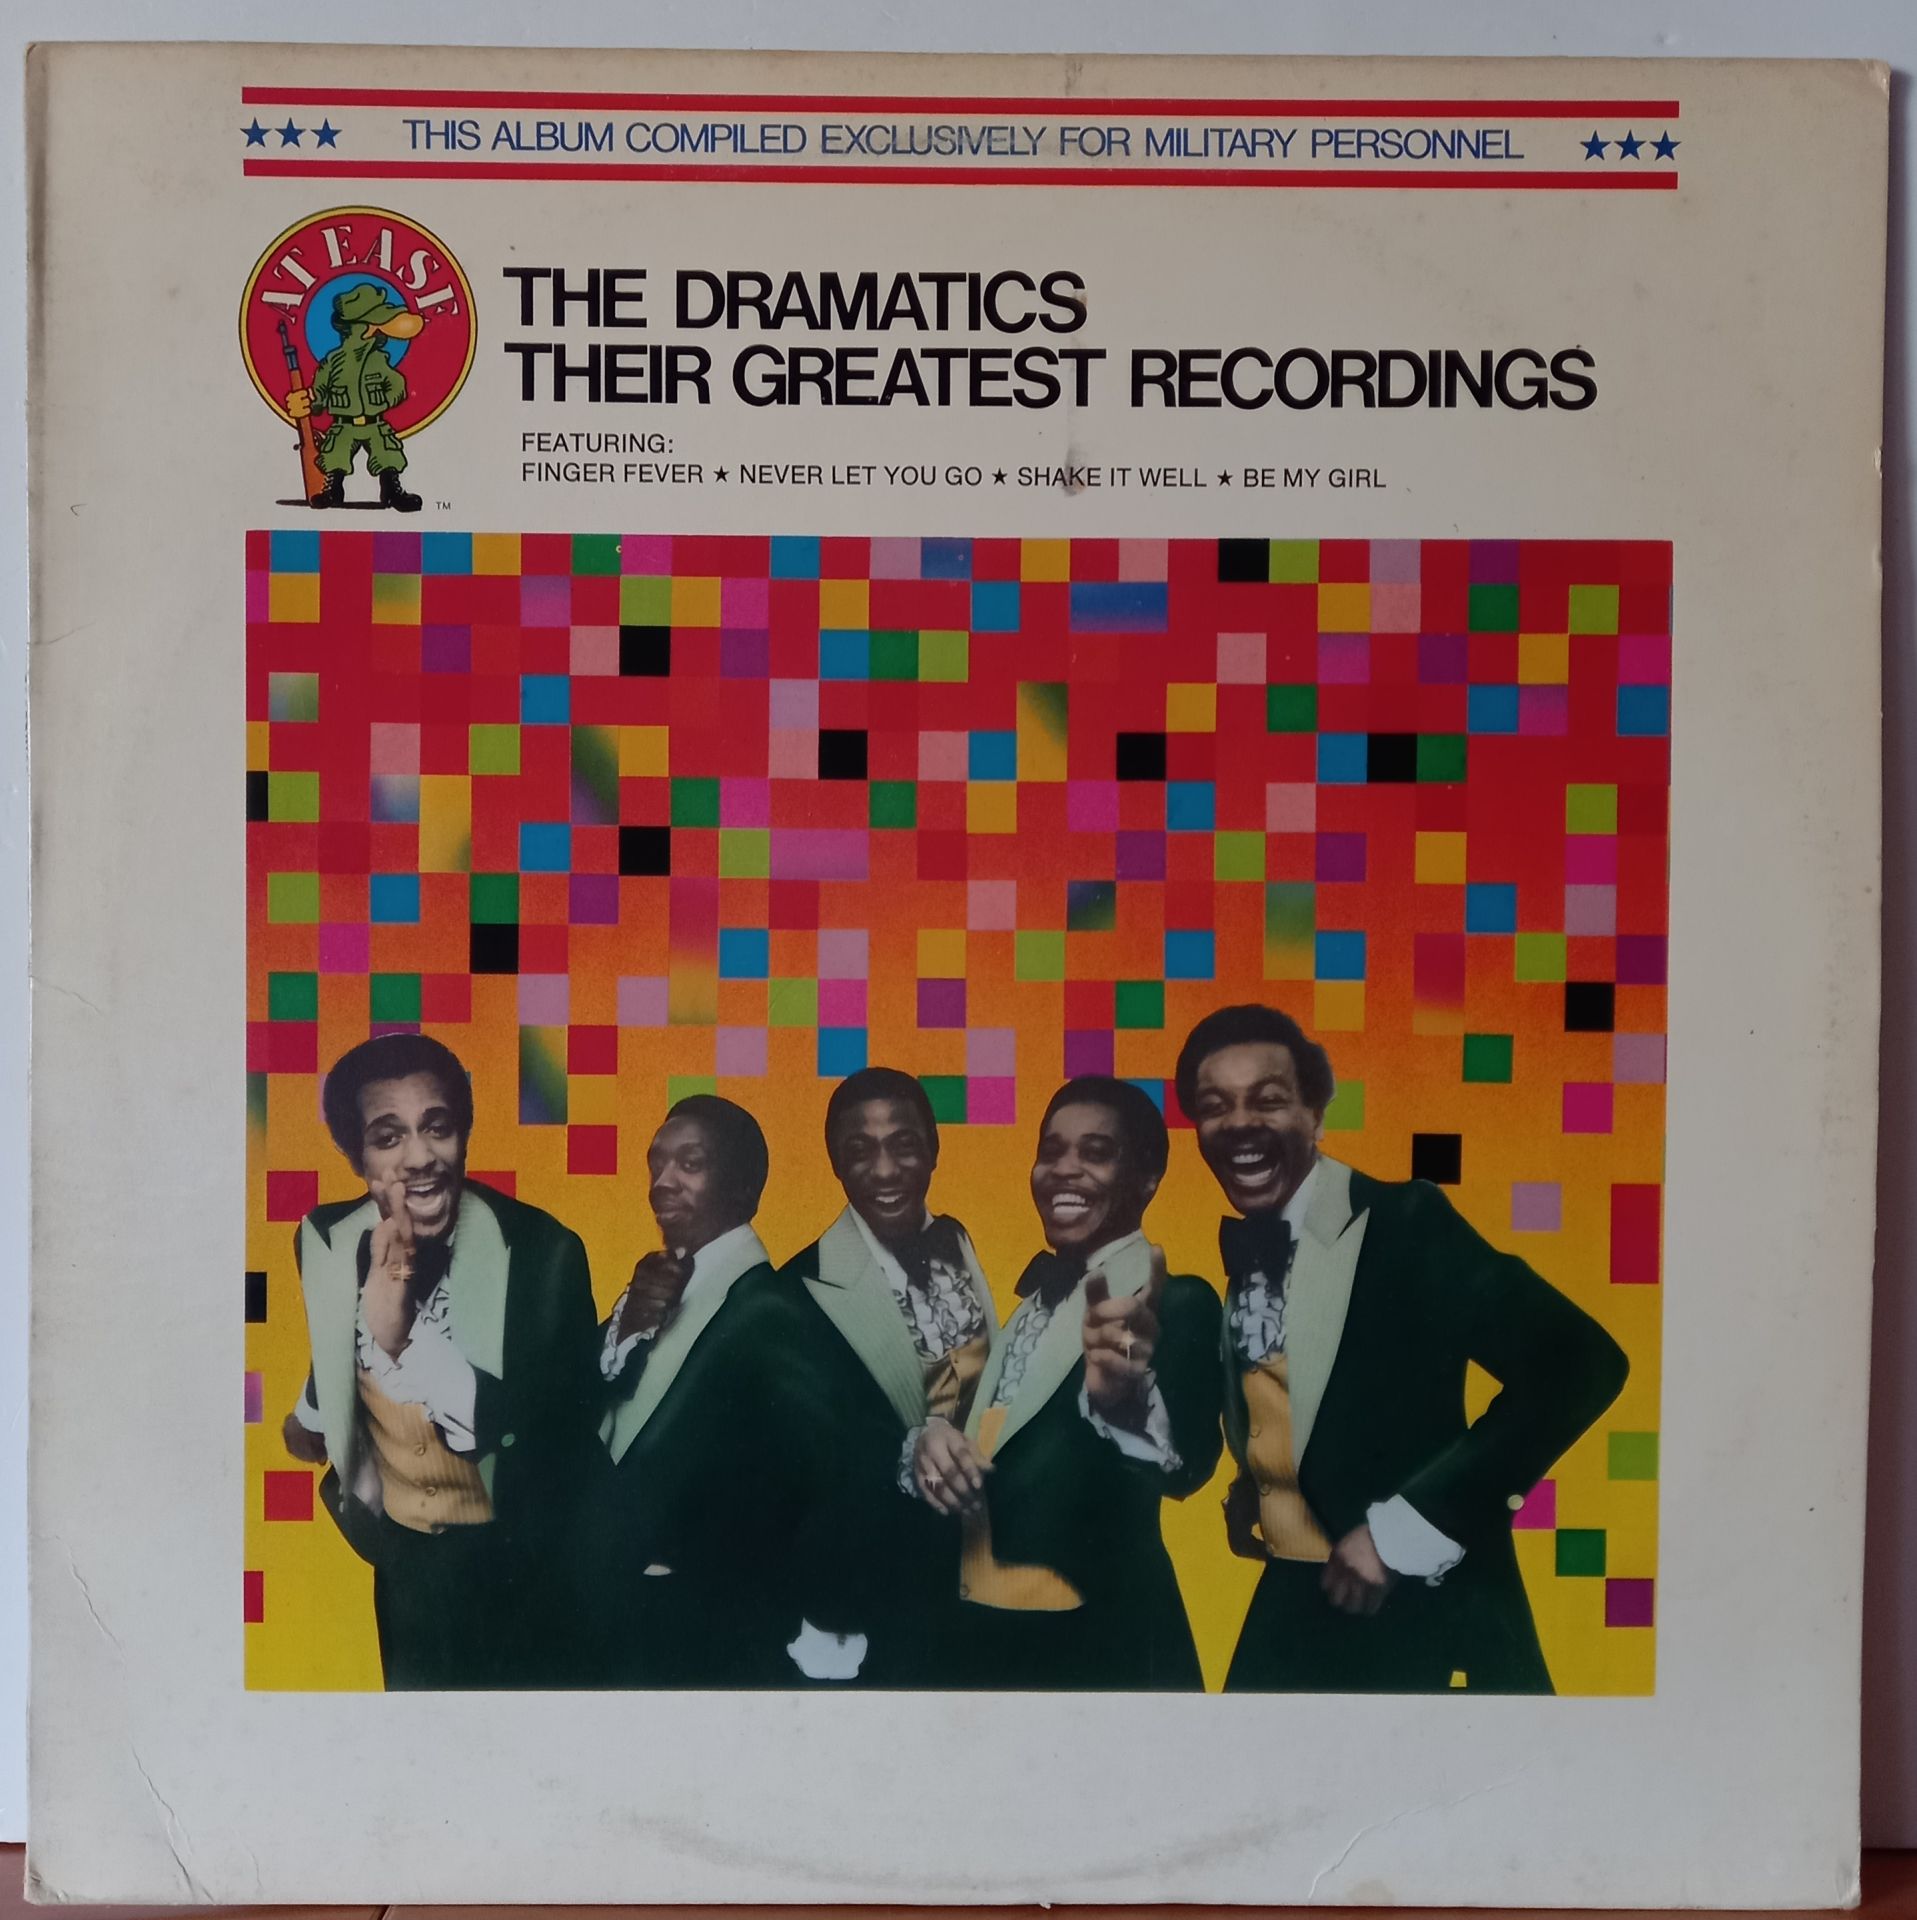 ★★★ THIS ALBUM COMPILED EXCLUSIVELY FOR MILITARY PERSONNEL ★★★
AT EASE
TM
THE DRAMATICS
THEIR GREATEST RECORDINGS
FEATURING:
FINGER FEVER ★ NEVER LET YOU GO ★ SHAKE IT WELL ★ BE MY GIRL